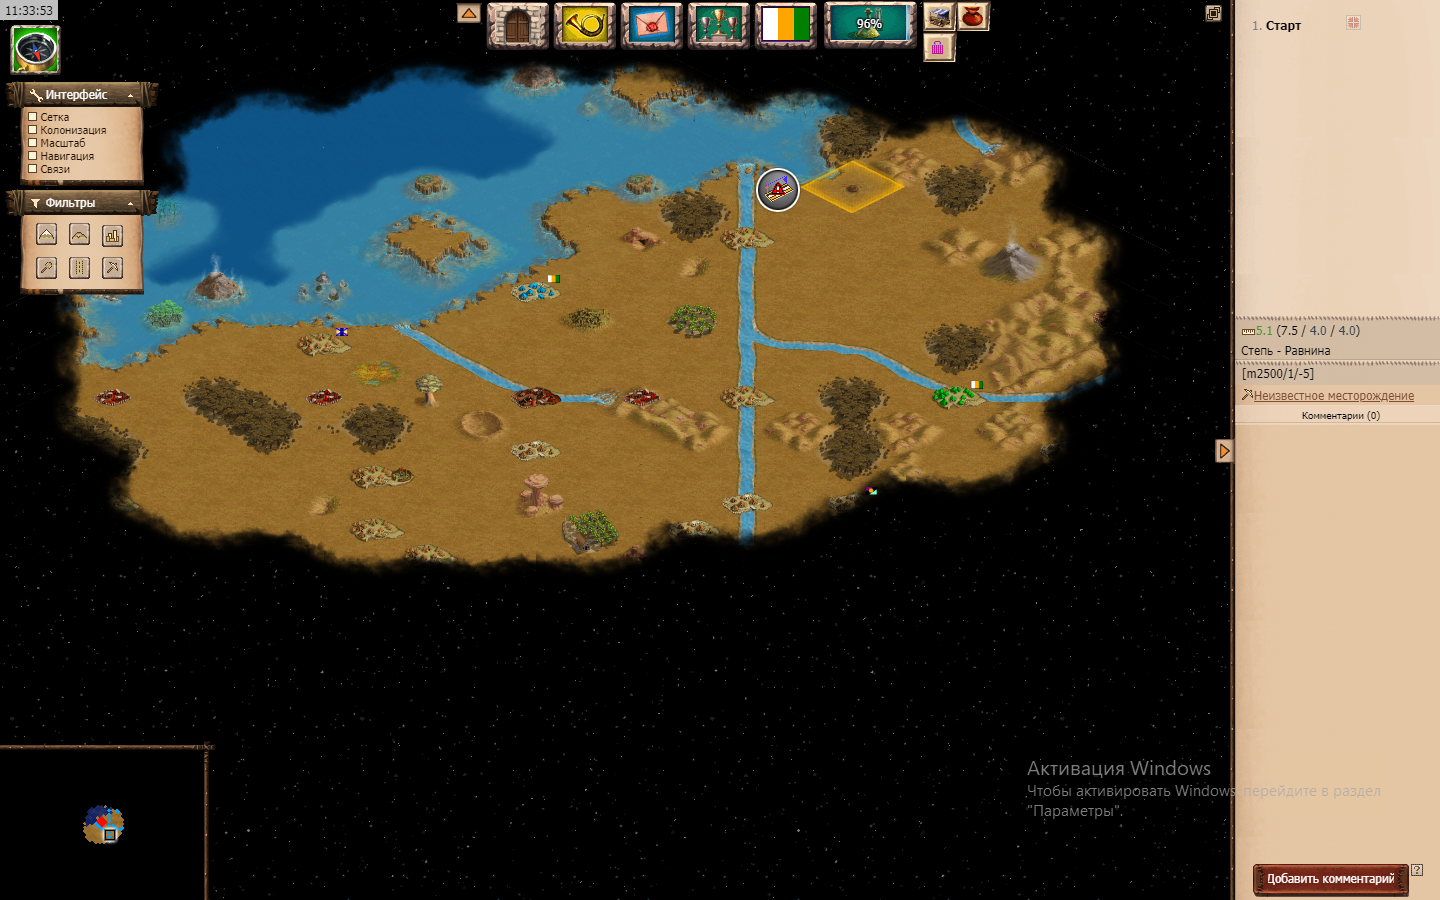 11:33:53
96%
Интерфейс
Сетка
Колонизация
Масштаб
Навигация
Связи
Фильтры
1. Старт
5.1 (7.5 / 4.0 / 4.0)
Степь - Равнина
[m2500/1/-5]
Неизвестное месторождение
Комментарии (0)
Активация Windows
Чтобы активировать Windows, перейдите в раздел
"Параметры".
Добавить комментарий
?